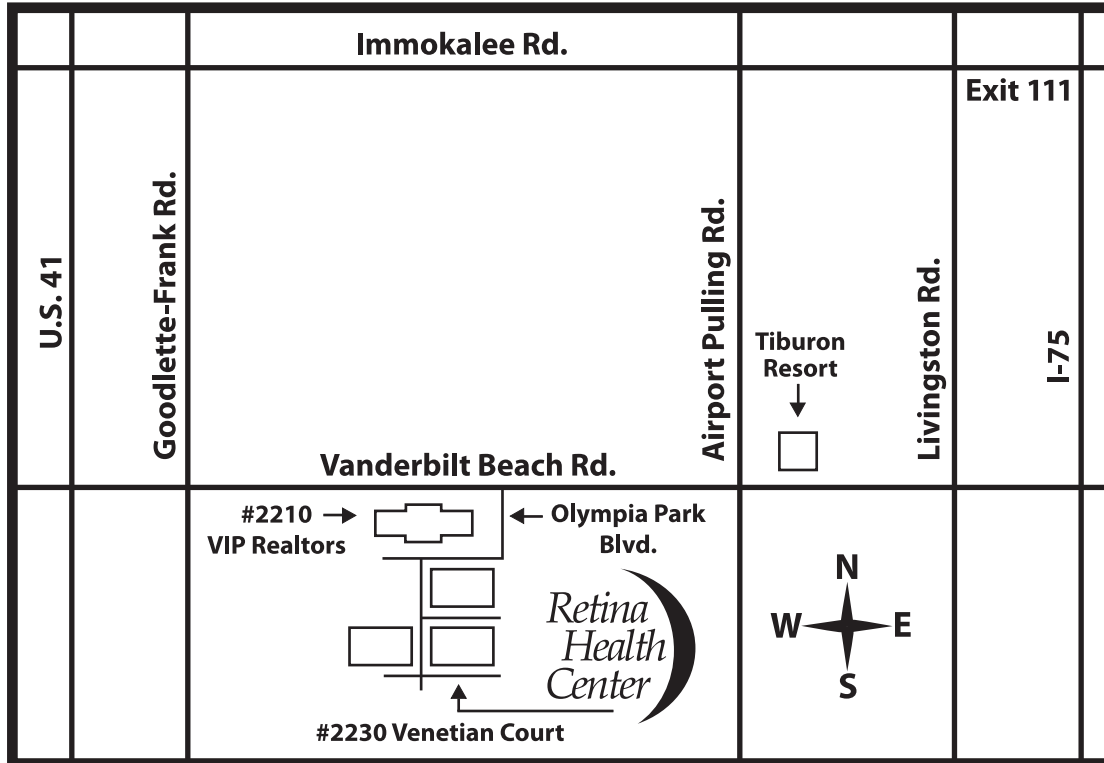 Immokalee Rd.
Exit 111
U.S. 41
Goodlette-Frank Rd.
Airport Pulling Rd.
Livingston Rd.
I-75
Tiburon
Resort
Vanderbilt Beach Rd.
#2210
VIP Realtors
Olympia Park
Blvd.
Retina
Health
Center
#2230 Venetian Court
N
W
E
S